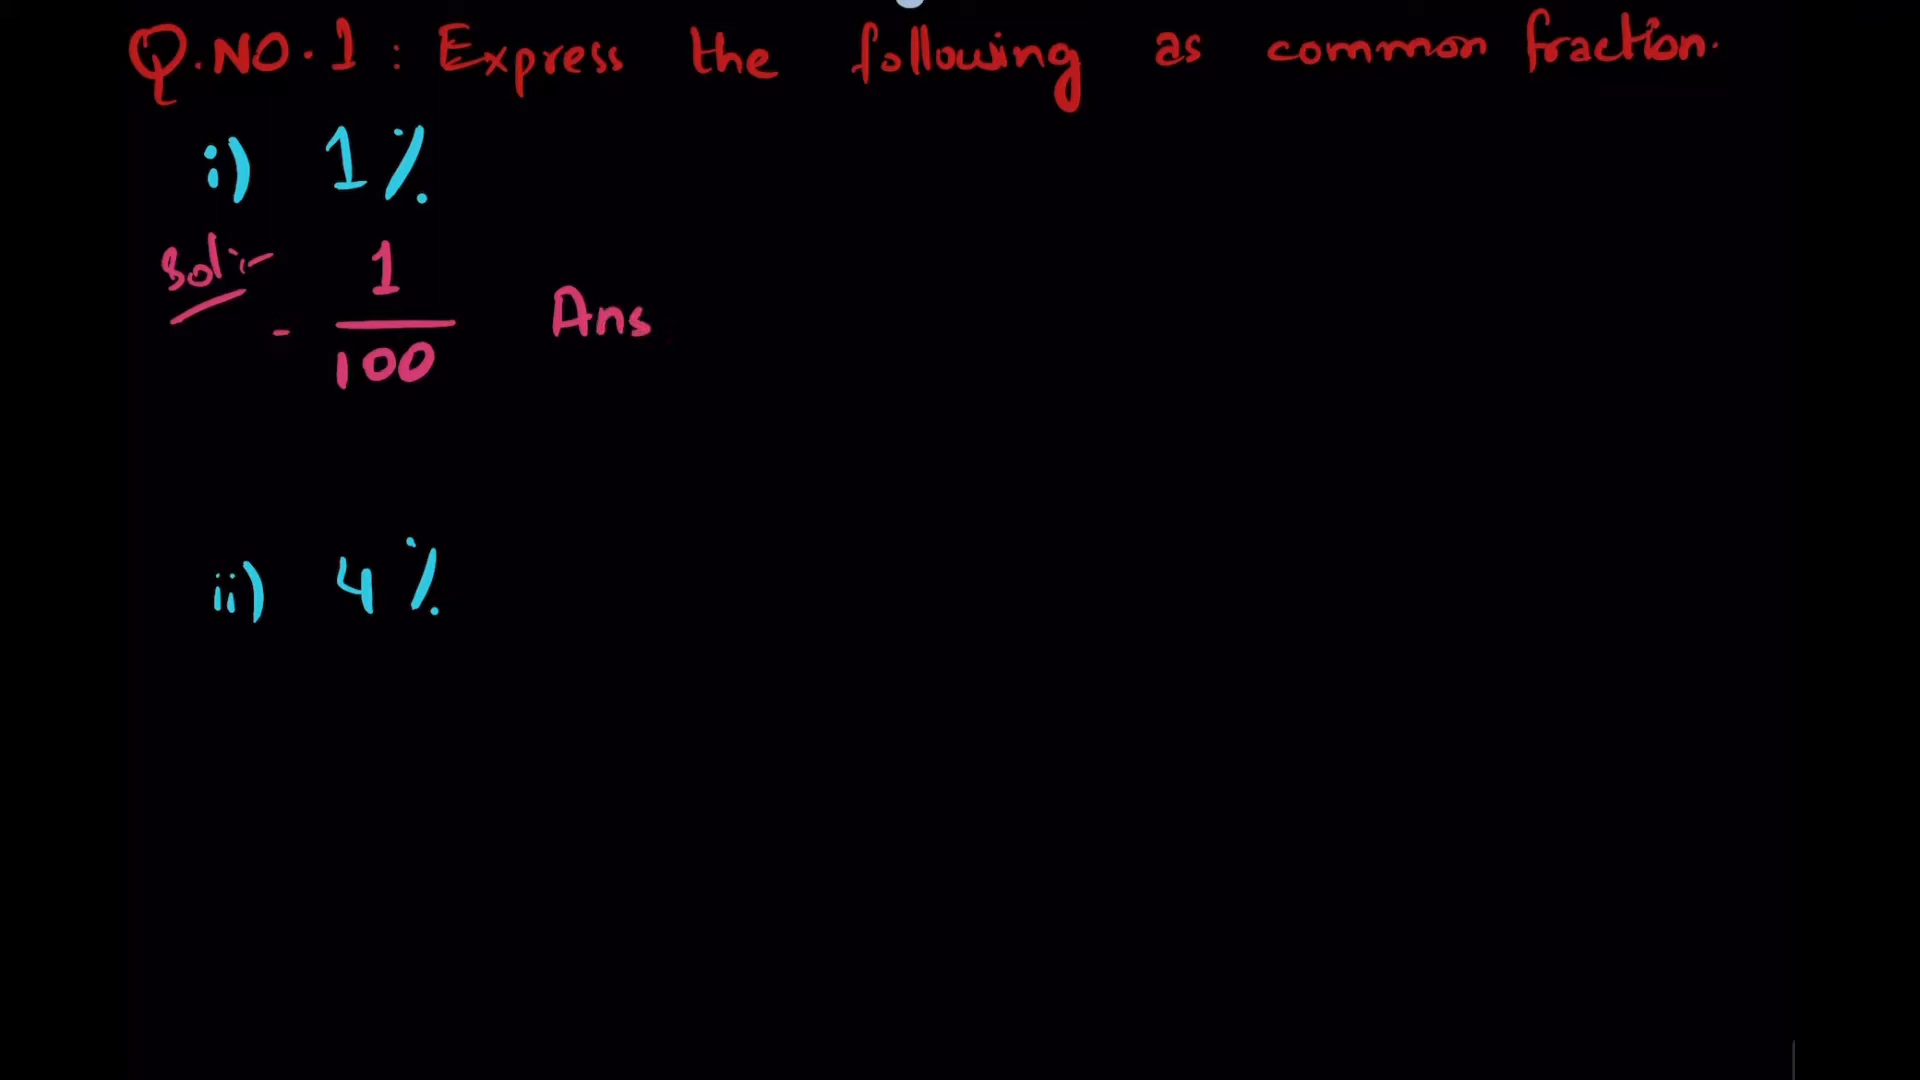 Q.NO.1: Express the following as common fraction.
i) 1%
Sol:-
= 1/100 Ans
ii) 4%